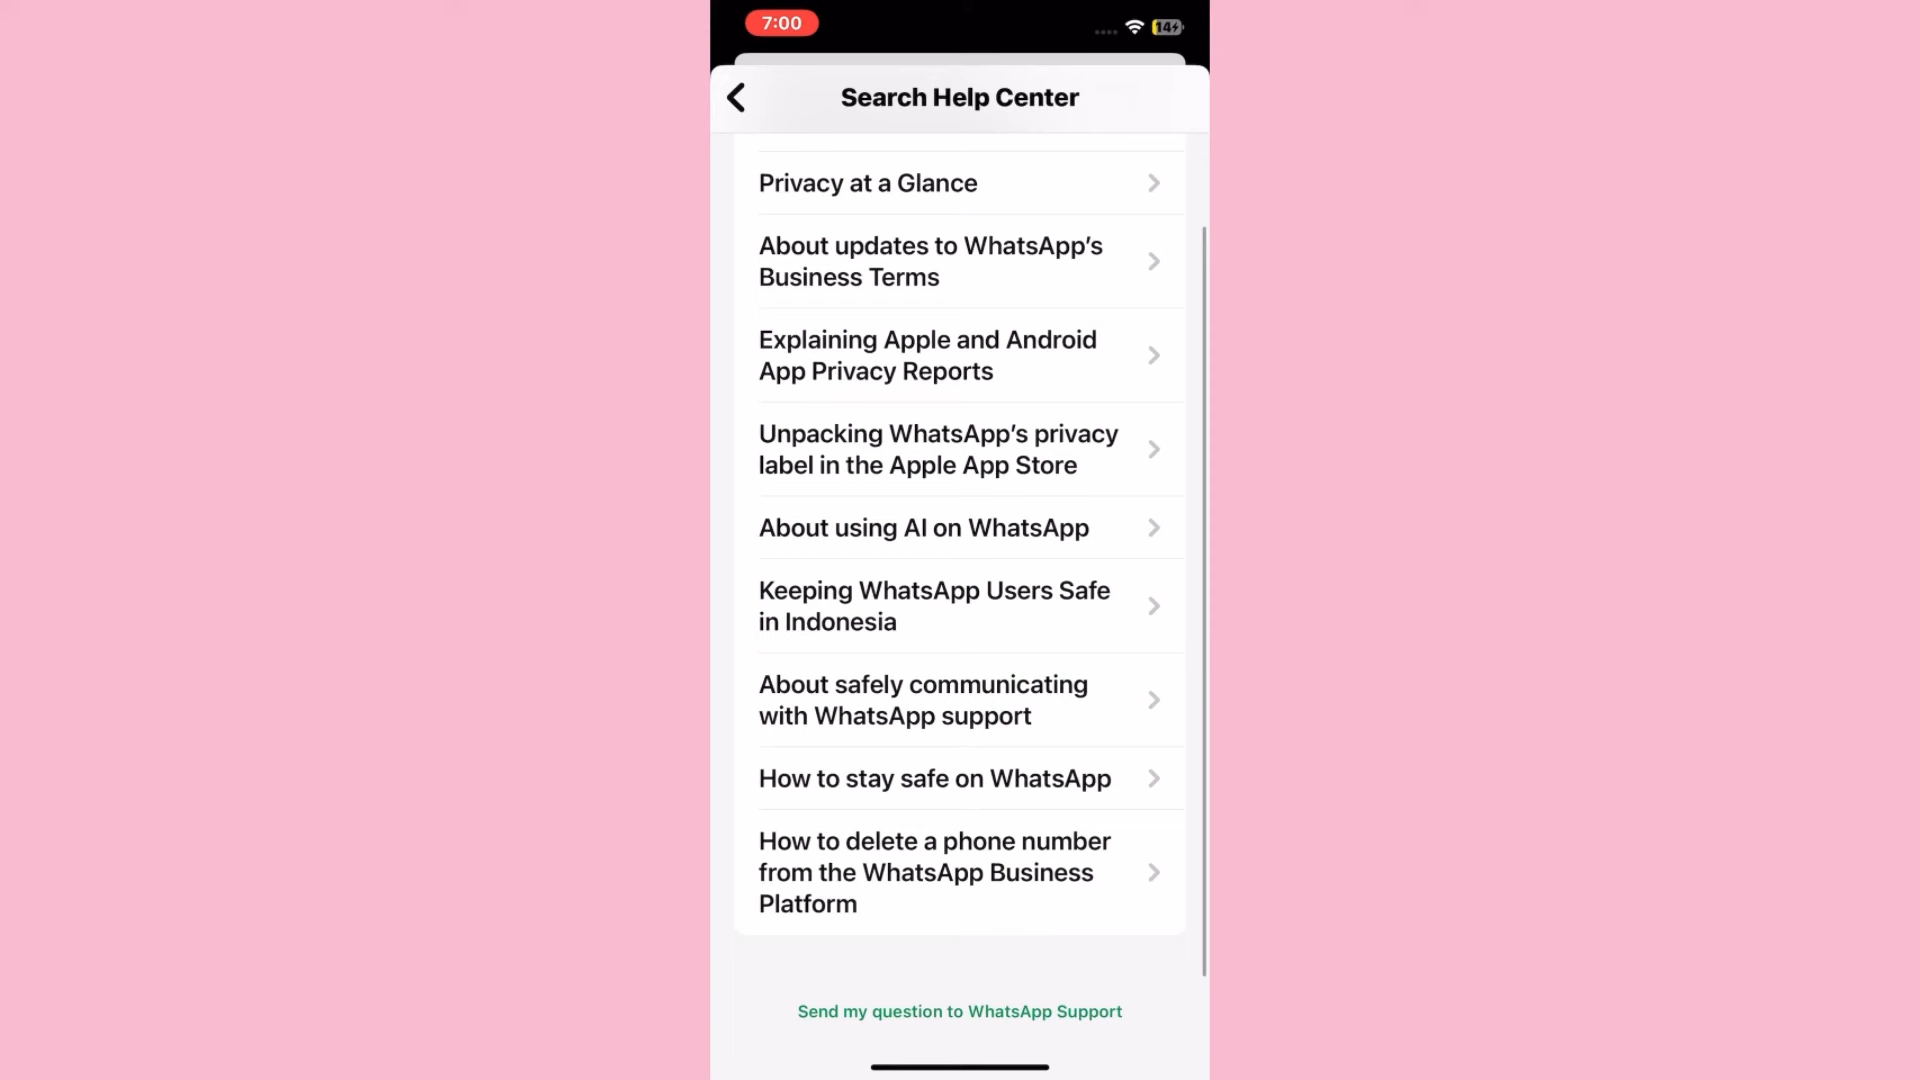 7:00
14
Search Help Center
Privacy at a Glance
About updates to WhatsApp’s
Business Terms
Explaining Apple and Android
App Privacy Reports
Unpacking WhatsApp’s privacy
label in the Apple App Store
About using AI on WhatsApp
Keeping WhatsApp Users Safe
in Indonesia
About safely communicating
with WhatsApp support
How to stay safe on WhatsApp
How to delete a phone number
from the WhatsApp Business
Platform
Send my question to WhatsApp Support